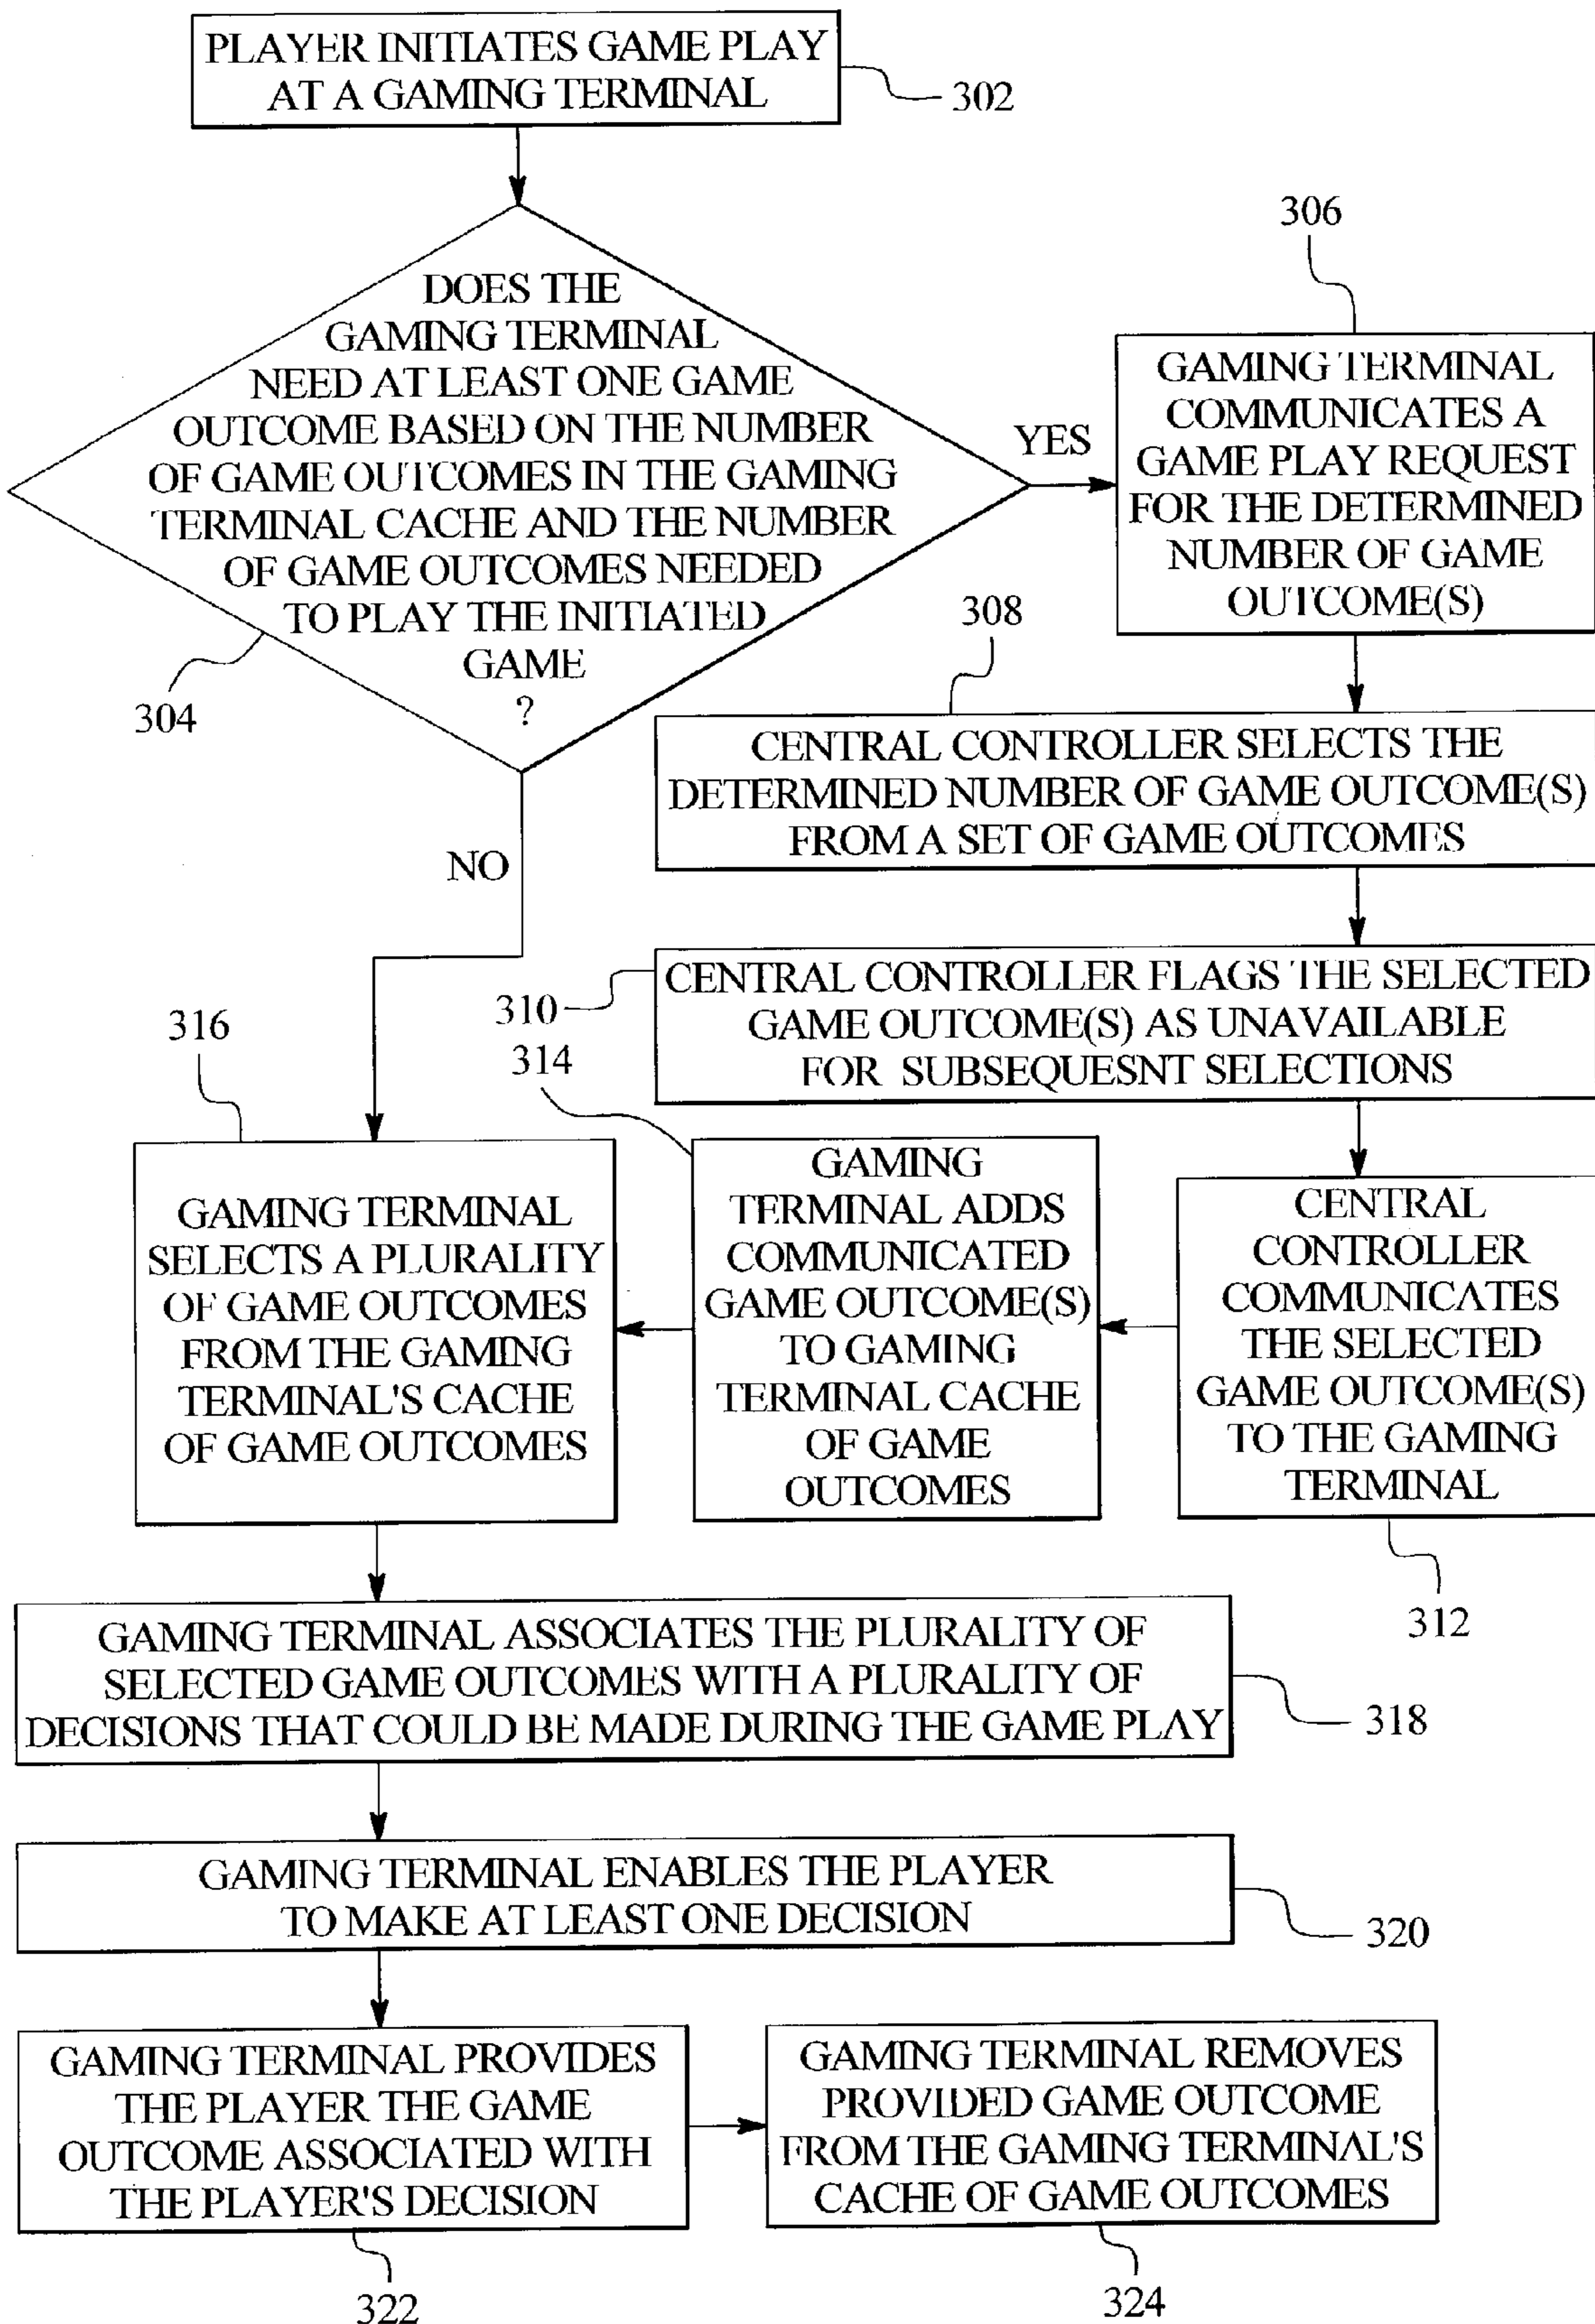 PLAYER INITIATES GAME PLAY
AT A GAMING TERMINAL
302
DOES THE
GAMING TERMINAL
NEED AT LEAST ONE GAME
OUTCOME BASED ON THE NUMBER
OF GAME OUTCOMES IN THE GAMING
TERMINAL CACHE AND THE NUMBER
OF GAME OUTCOMES NEEDED
TO PLAY THE INITIATED
GAME
?
304
YES
NO
306
GAMING TERMINAL
COMMUNICATES A
GAME PLAY REQUEST
FOR THE DETERMINED
NUMBER OF GAME
OUTCOME(S)
308
CENTRAL CONTROLLER SELECTS THE
DETERMINED NUMBER OF GAME OUTCOME(S)
FROM A SET OF GAME OUTCOMES
310
CENTRAL CONTROLLER FLAGS THE SELECTED
GAME OUTCOME(S) AS UNAVAILABLE
FOR SUBSEQUESNT SELECTIONS
CENTRAL
CONTROLLER
COMMUNICATES
THE SELECTED
GAME OUTCOME(S)
TO THE GAMING
TERMINAL
312
314
GAMING
TERMINAL ADDS
COMMUNICATED
GAME OUTCOME(S)
TO GAMING
TERMINAL CACHE
OF GAME
OUTCOMES
316
GAMING TERMINAL
SELECTS A PLURALITY
OF GAME OUTCOMES
FROM THE GAMING
TERMINAL'S CACHE
OF GAME OUTCOMES
GAMING TERMINAL ASSOCIATES THE PLURALITY OF
SELECTED GAME OUTCOMES WITH A PLURALITY OF
DECISIONS THAT COULD BE MADE DURING THE GAME PLAY
318
GAMING TERMINAL ENABLES THE PLAYER
TO MAKE AT LEAST ONE DECISION
320
GAMING TERMINAL PROVIDES
THE PLAYER THE GAME
OUTCOME ASSOCIATED WITH
THE PLAYER'S DECISION
322
GAMING TERMINAL REMOVES
PROVIDED GAME OUTCOME
FROM THE GAMING TERMINAL'S
CACHE OF GAME OUTCOMES
324